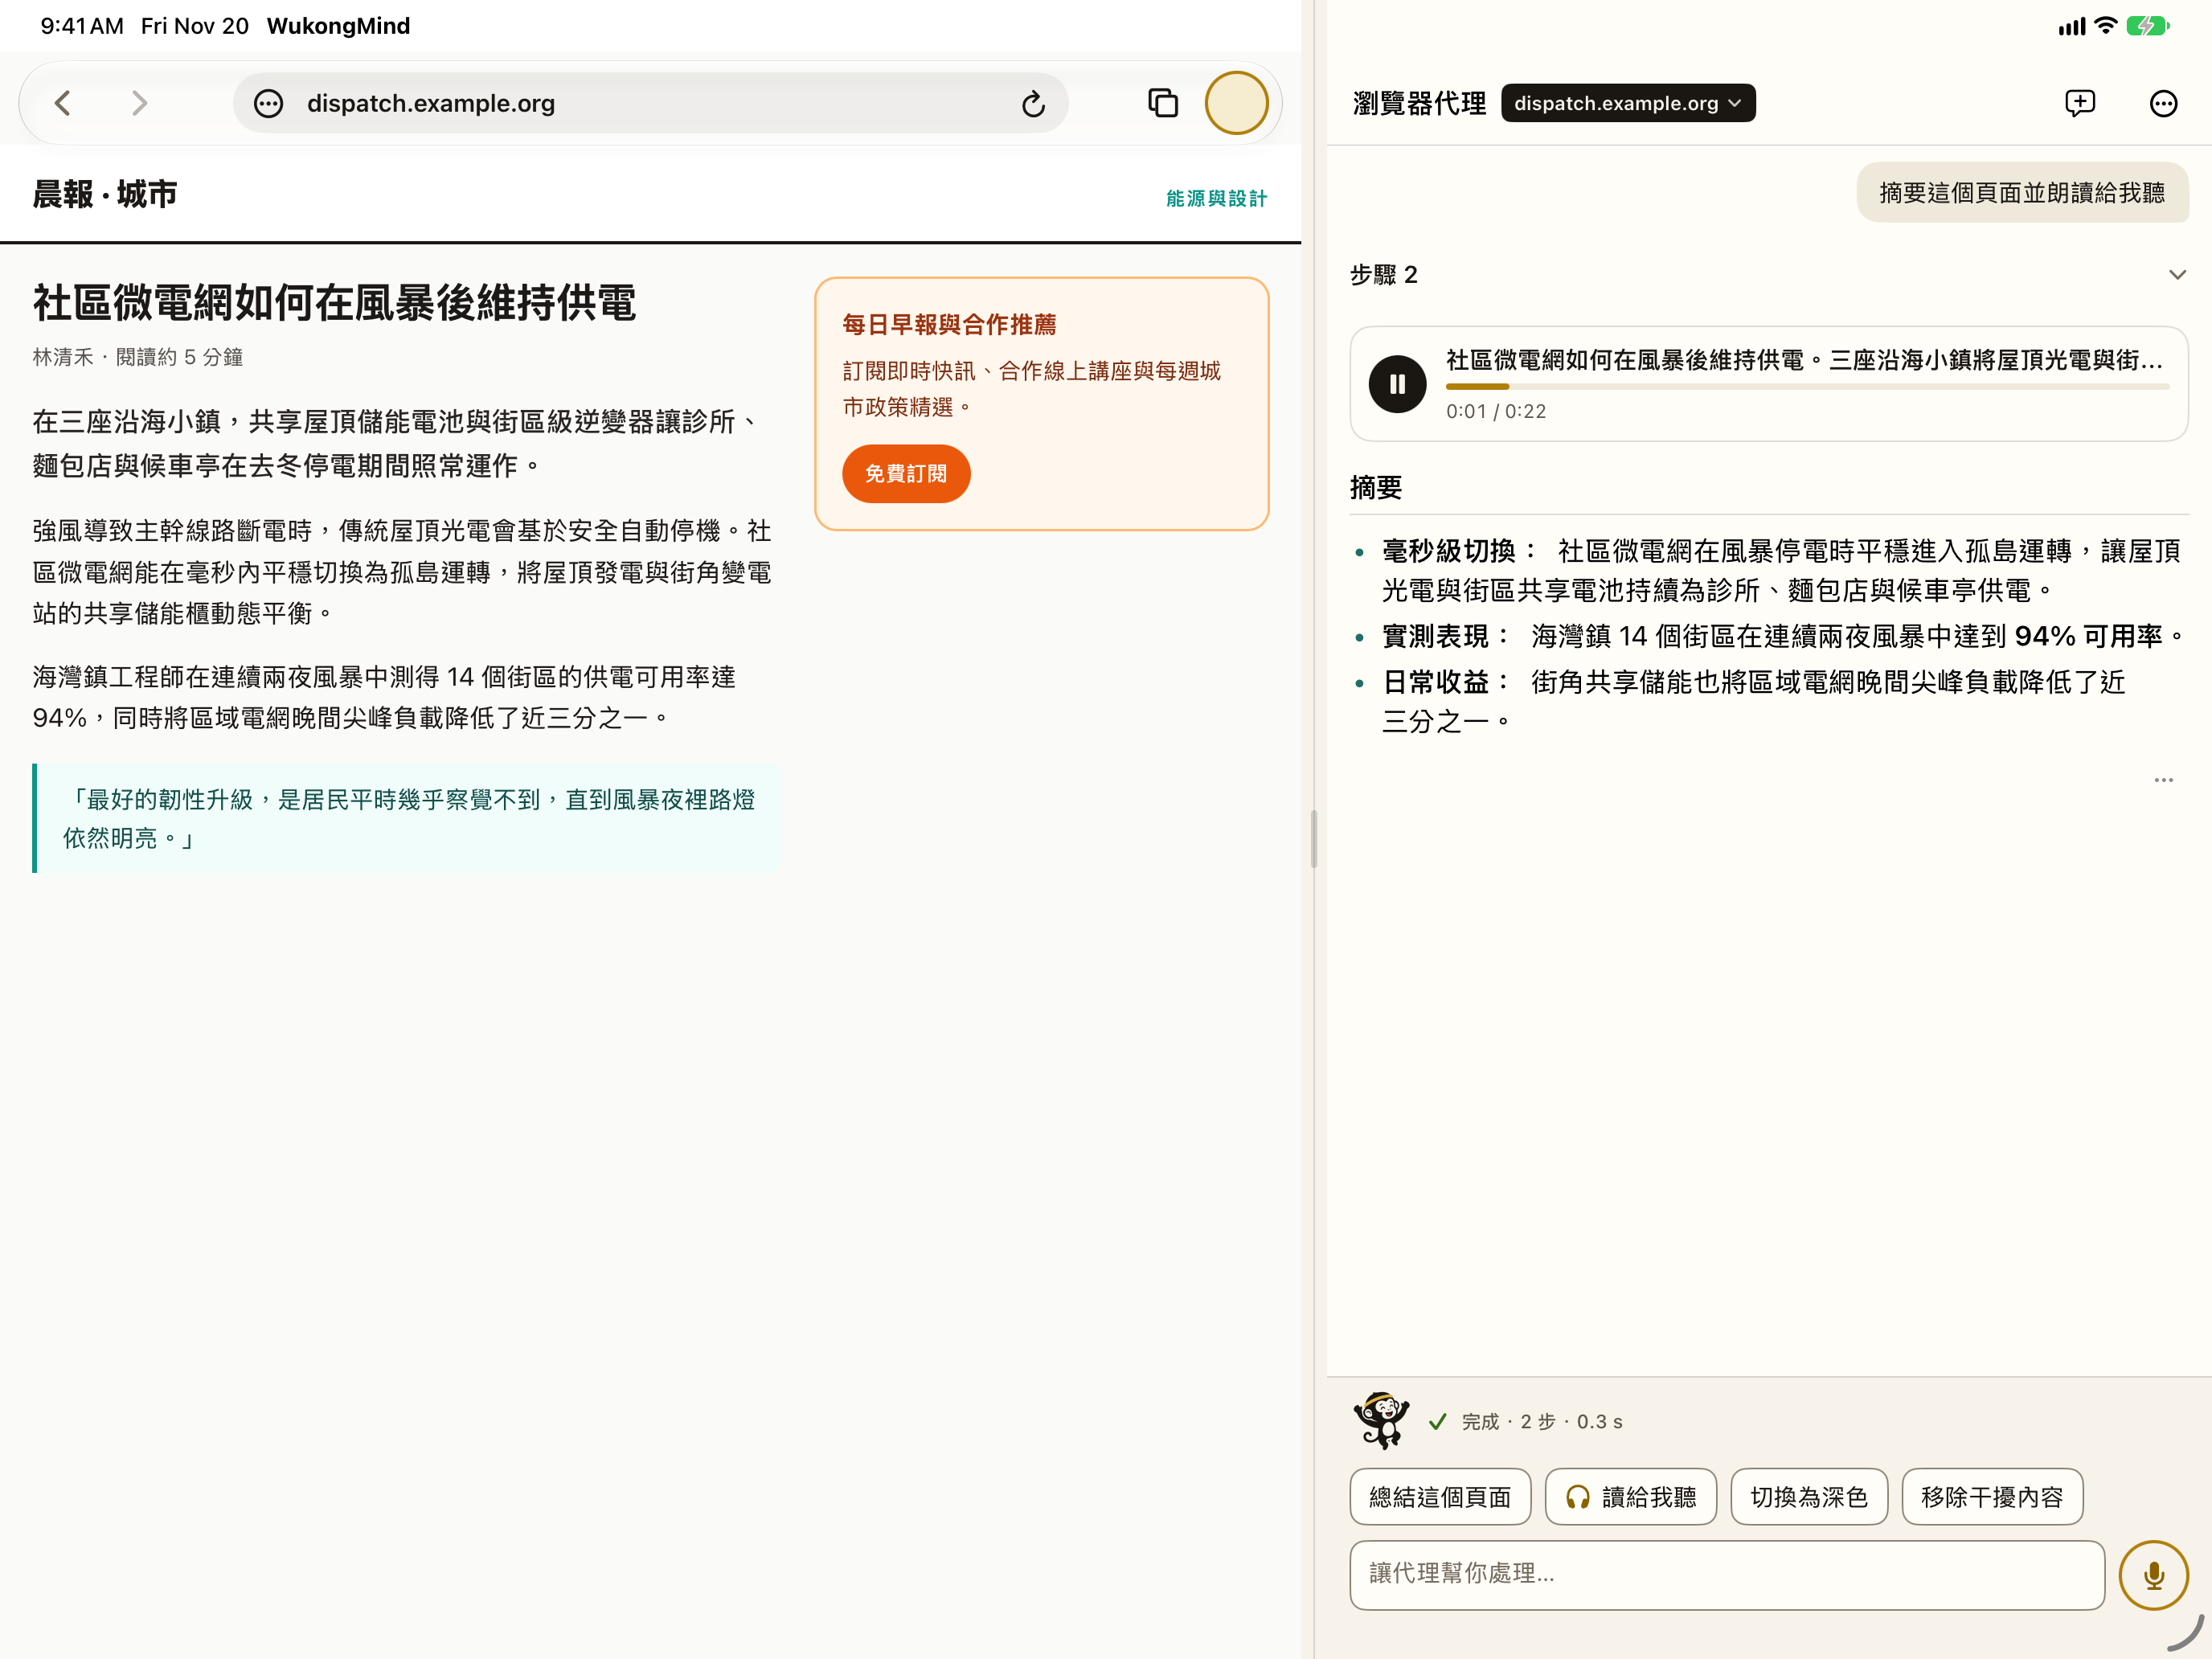 9:41 AM Fri Nov 20 WukongMind
dispatch.example.org
晨報 · 城市
能源與設計
社區微電網如何在風暴後維持供電
林清禾 · 閱讀約 5 分鐘
在三座沿海小鎮，共享屋頂儲能電池與街區級逆變器讓診所、
麵包店與候車亭在去冬停電期間照常運作。
強風導致主幹線路斷電時，傳統屋頂光電會基於安全自動停機。社
區微電網能在毫秒內平穩切換為孤島運轉，將屋頂發電與街角變電
站的共享儲能櫃動態平衡。
海灣鎮工程師在連續兩夜風暴中測得 14 個街區的供電可用率達
94%，同時將區域電網晚間尖峰負載降低了近三分之一。
「最好的韌性升級，是居民平時幾乎察覺不到，直到風暴夜裡路燈
依然明亮。」
每日早報與合作推薦
訂閱即時快訊、合作線上講座與每週城
市政策精選。
免費訂閱
瀏覽器代理 dispatch.example.org
摘要這個頁面並朗讀給我聽
步驟 2
社區微電網如何在風暴後維持供電。三座沿海小鎮將屋頂光電與街...
0:01 / 0:22
摘要
• 毫秒級切換： 社區微電網在風暴停電時平穩進入孤島運轉，讓屋頂
光電與街區共享電池持續為診所、麵包店與候車亭供電。
• 實測表現： 海灣鎮 14 個街區在連續兩夜風暴中達到 94% 可用率。
• 日常收益： 街角共享儲能也將區域電網晚間尖峰負載降低了近
三分之一。
完成 · 2 步 · 0.3 s
總結這個頁面
讀給我聽
切換為深色
移除干擾內容
讓代理幫你處理...